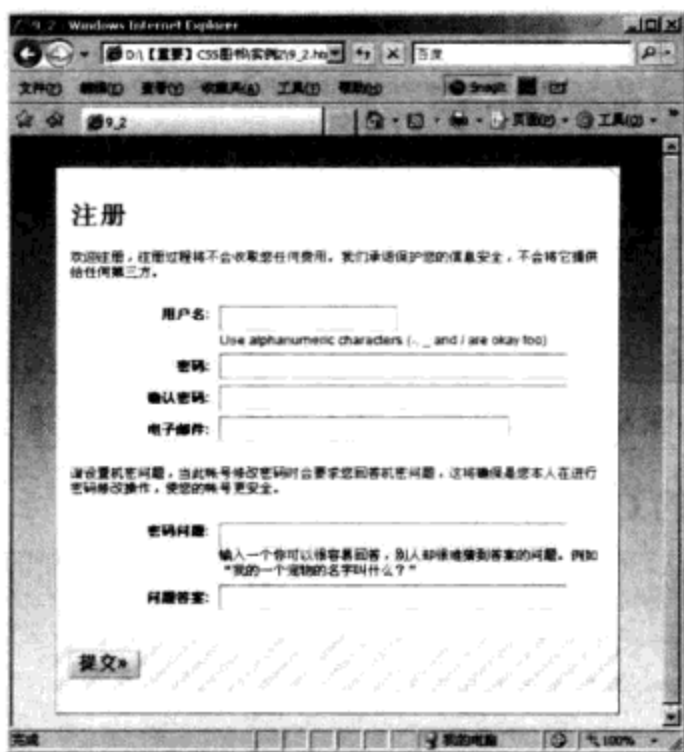 9_2 - Windows Internet Explorer
D:\【重要】CSS图书\实例2\9_2.ht
百度
文件(F) 编辑(E) 查看(V) 收藏夹(A) 工具(T) 帮助(H) SnagIt
9_2 页面(P) 工具(O)
注册
欢迎注册，注册过程将不会收取您任何费用。我们承诺保护您的信息安全，不会将它提供
给任何第三方。
用户名:
Use alphanumeric characters (-, _ and / are okay too)
密码:
确认密码:
电子邮件:
请设置机密问题，当此帐号修改密码时会要求您回答机密问题，这将确保是您本人在进行
密码修改操作，使您的帐号更安全。
密码问题:
输入一个你可以很容易回答，别人却很难猜到答案的问题。例如
“我的一个宠物的名字叫什么？”
问题答案:
提交»
完成 我的电脑 100%